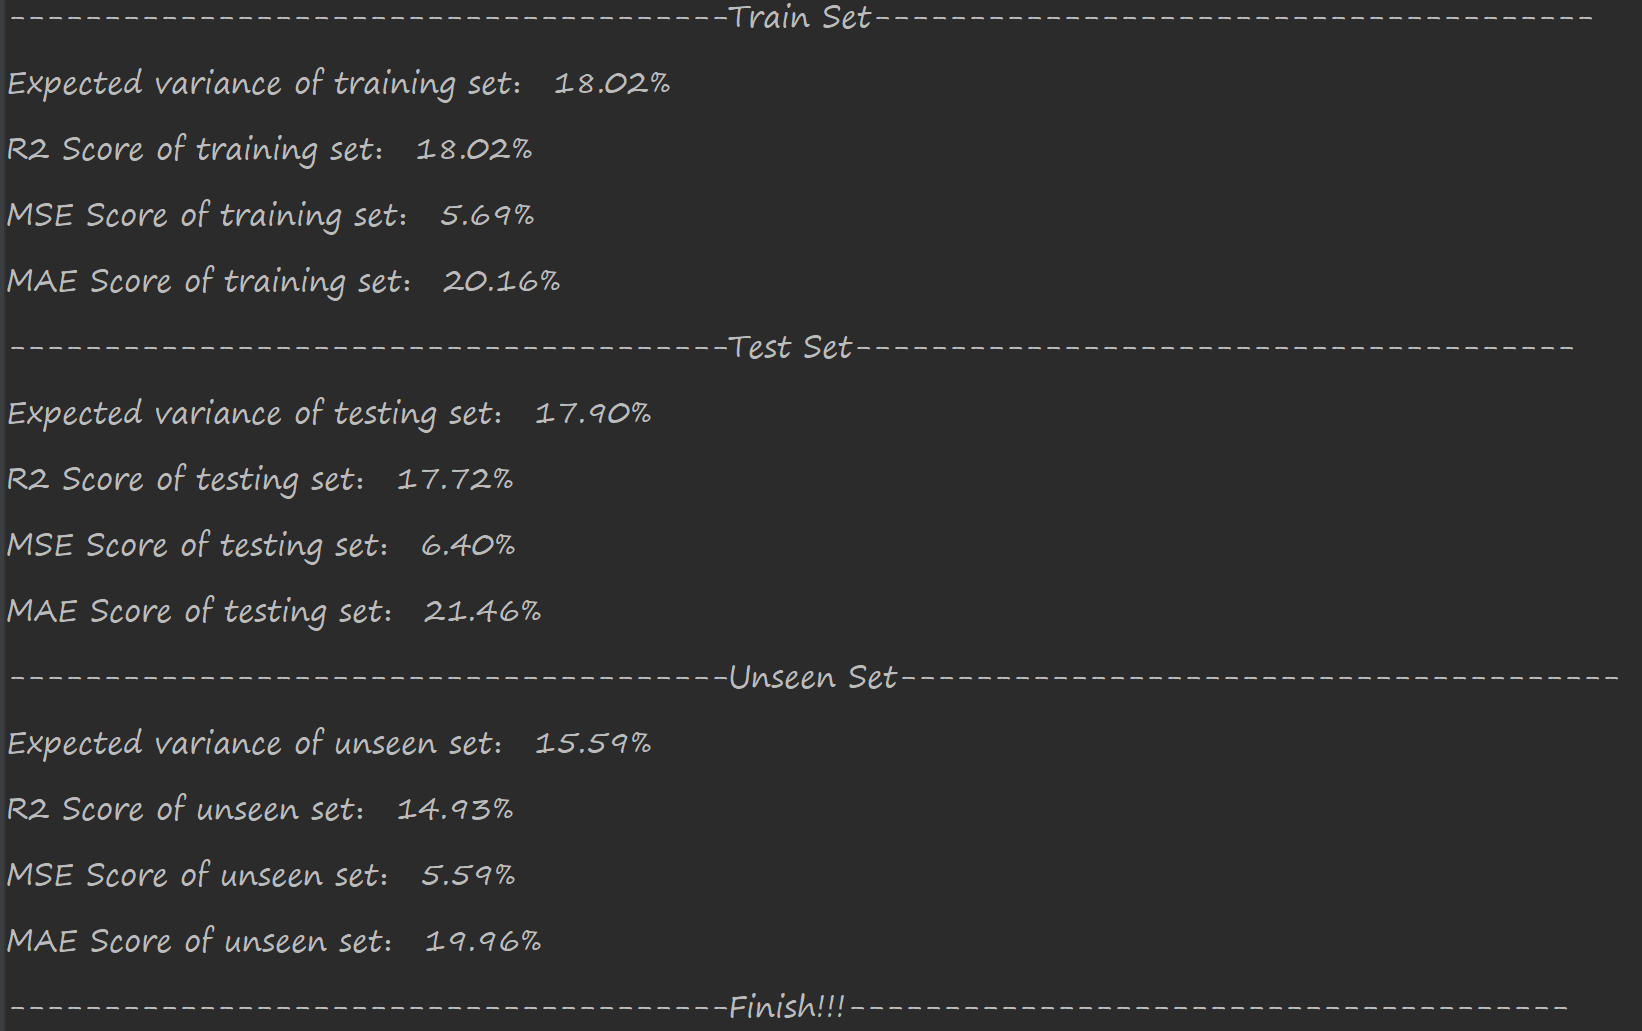 --------------------------------------Train Set--------------------------------------
Expected variance of training set： 18.02%
R2 Score of training set： 18.02%
MSE Score of training set： 5.69%
MAE Score of training set： 20.16%
--------------------------------------Test Set--------------------------------------
Expected variance of testing set： 17.90%
R2 Score of testing set： 17.72%
MSE Score of testing set： 6.40%
MAE Score of testing set： 21.46%
--------------------------------------Unseen Set--------------------------------------
Expected variance of unseen set： 15.59%
R2 Score of unseen set： 14.93%
MSE Score of unseen set： 5.59%
MAE Score of unseen set： 19.96%
--------------------------------------Finish!!!--------------------------------------